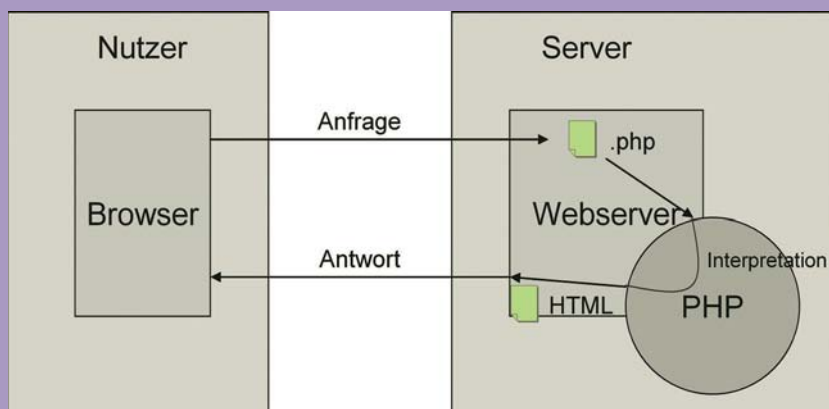 Nutzer
Server
Anfrage
.php
Browser
Webserver
Antwort
Interpretation
HTML
PHP